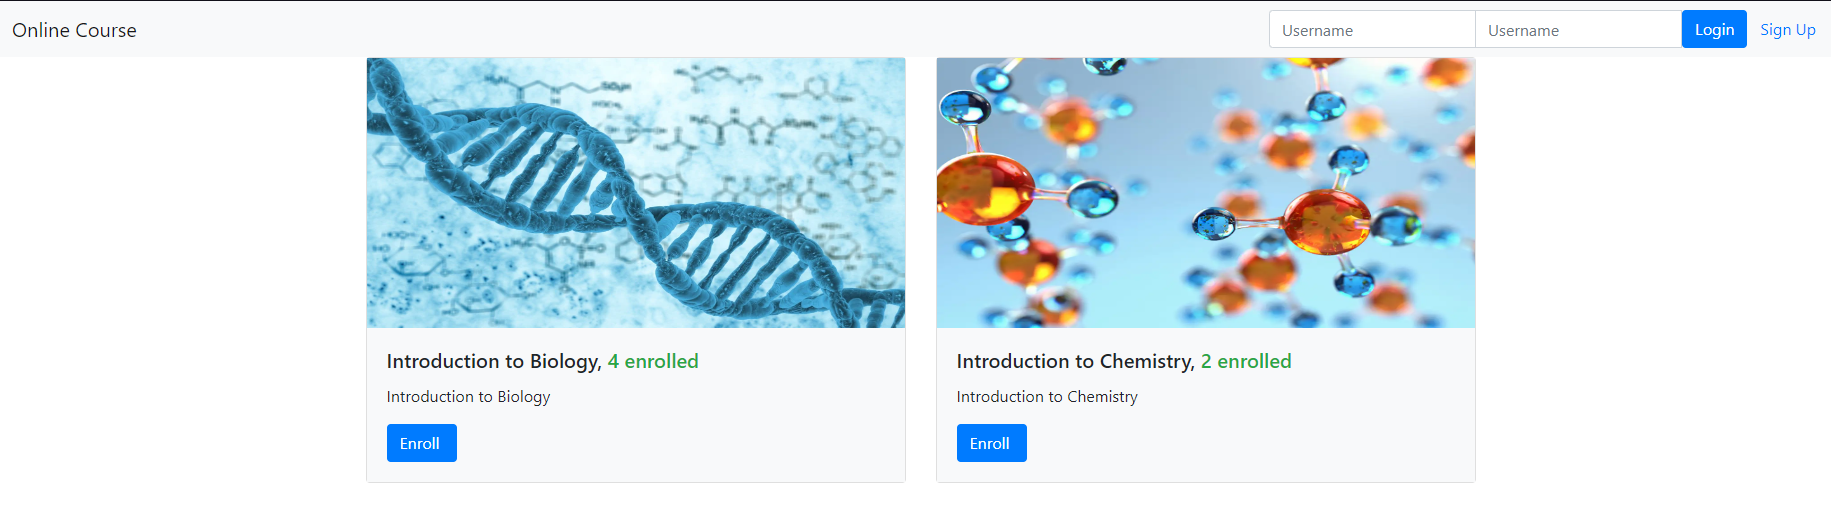 Online Course
Username
Username
Login
Sign Up
Introduction to Biology, 4 enrolled
Introduction to Biology
Enroll
Introduction to Chemistry, 2 enrolled
Introduction to Chemistry
Enroll